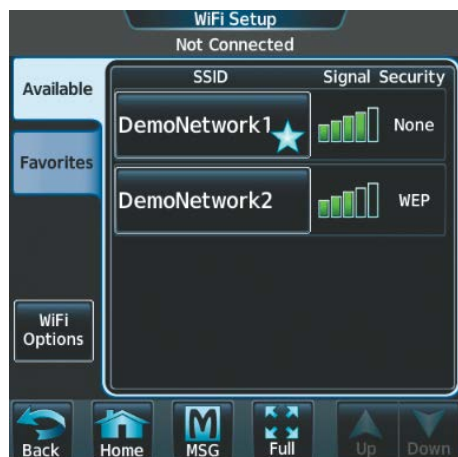 WiFi Setup
Not Connected
Available
Favorites
WiFi
Options
SSID Signal Security
DemoNetwork1 None
DemoNetwork2 WEP
Back Home MSG Full Up Down